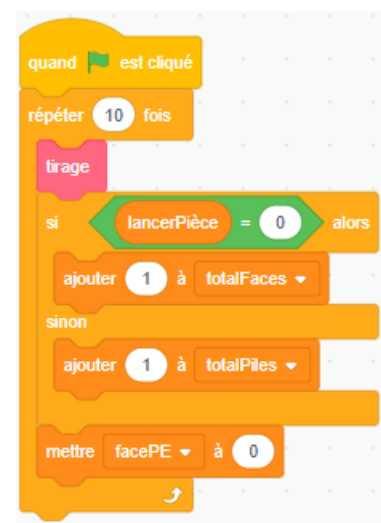 quand est cliqué
répéter 10 fois
tirage
si lancerPièce = 0 alors
ajouter 1 à totalFaces
sinon
ajouter 1 à totalPiles
mettre facePE à 0